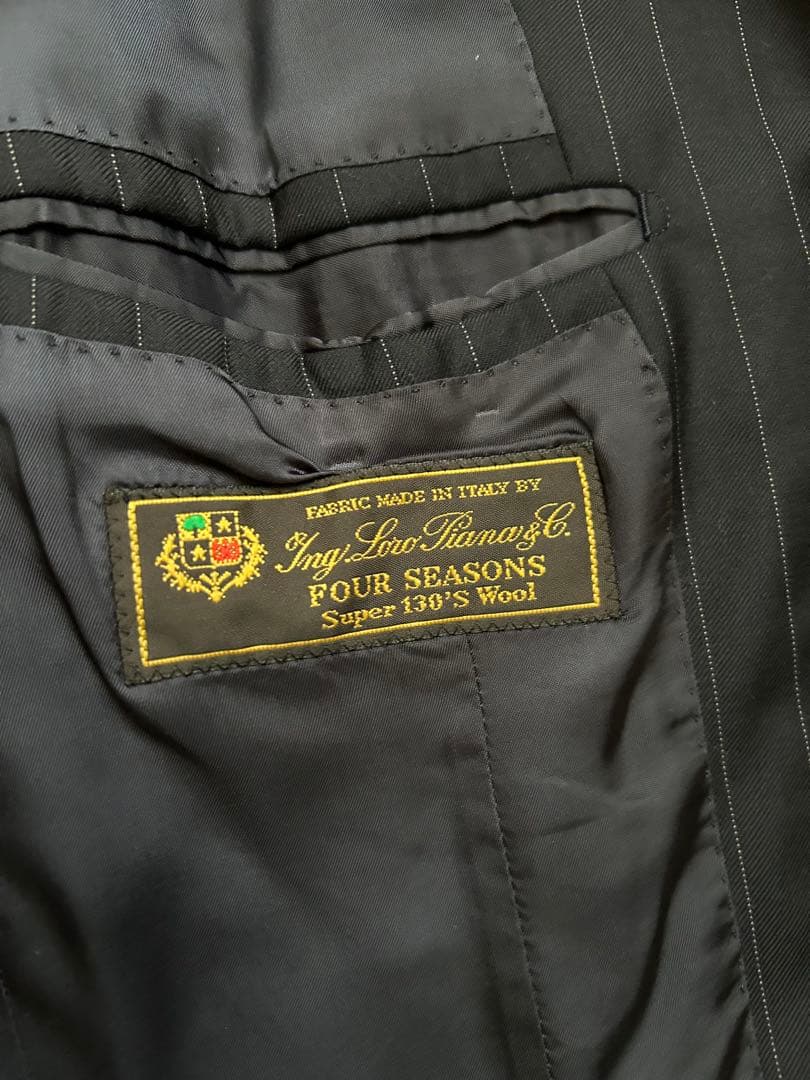 FABRIC MADE IN ITALY BY
Ing. Loro Piana & C.
FOUR SEASONS
Super 130'S Wool